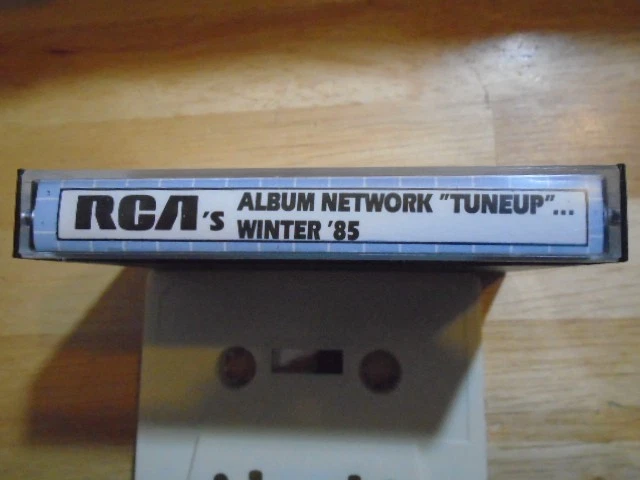 RCA's ALBUM NETWORK "TUNEUP"...
WINTER '85